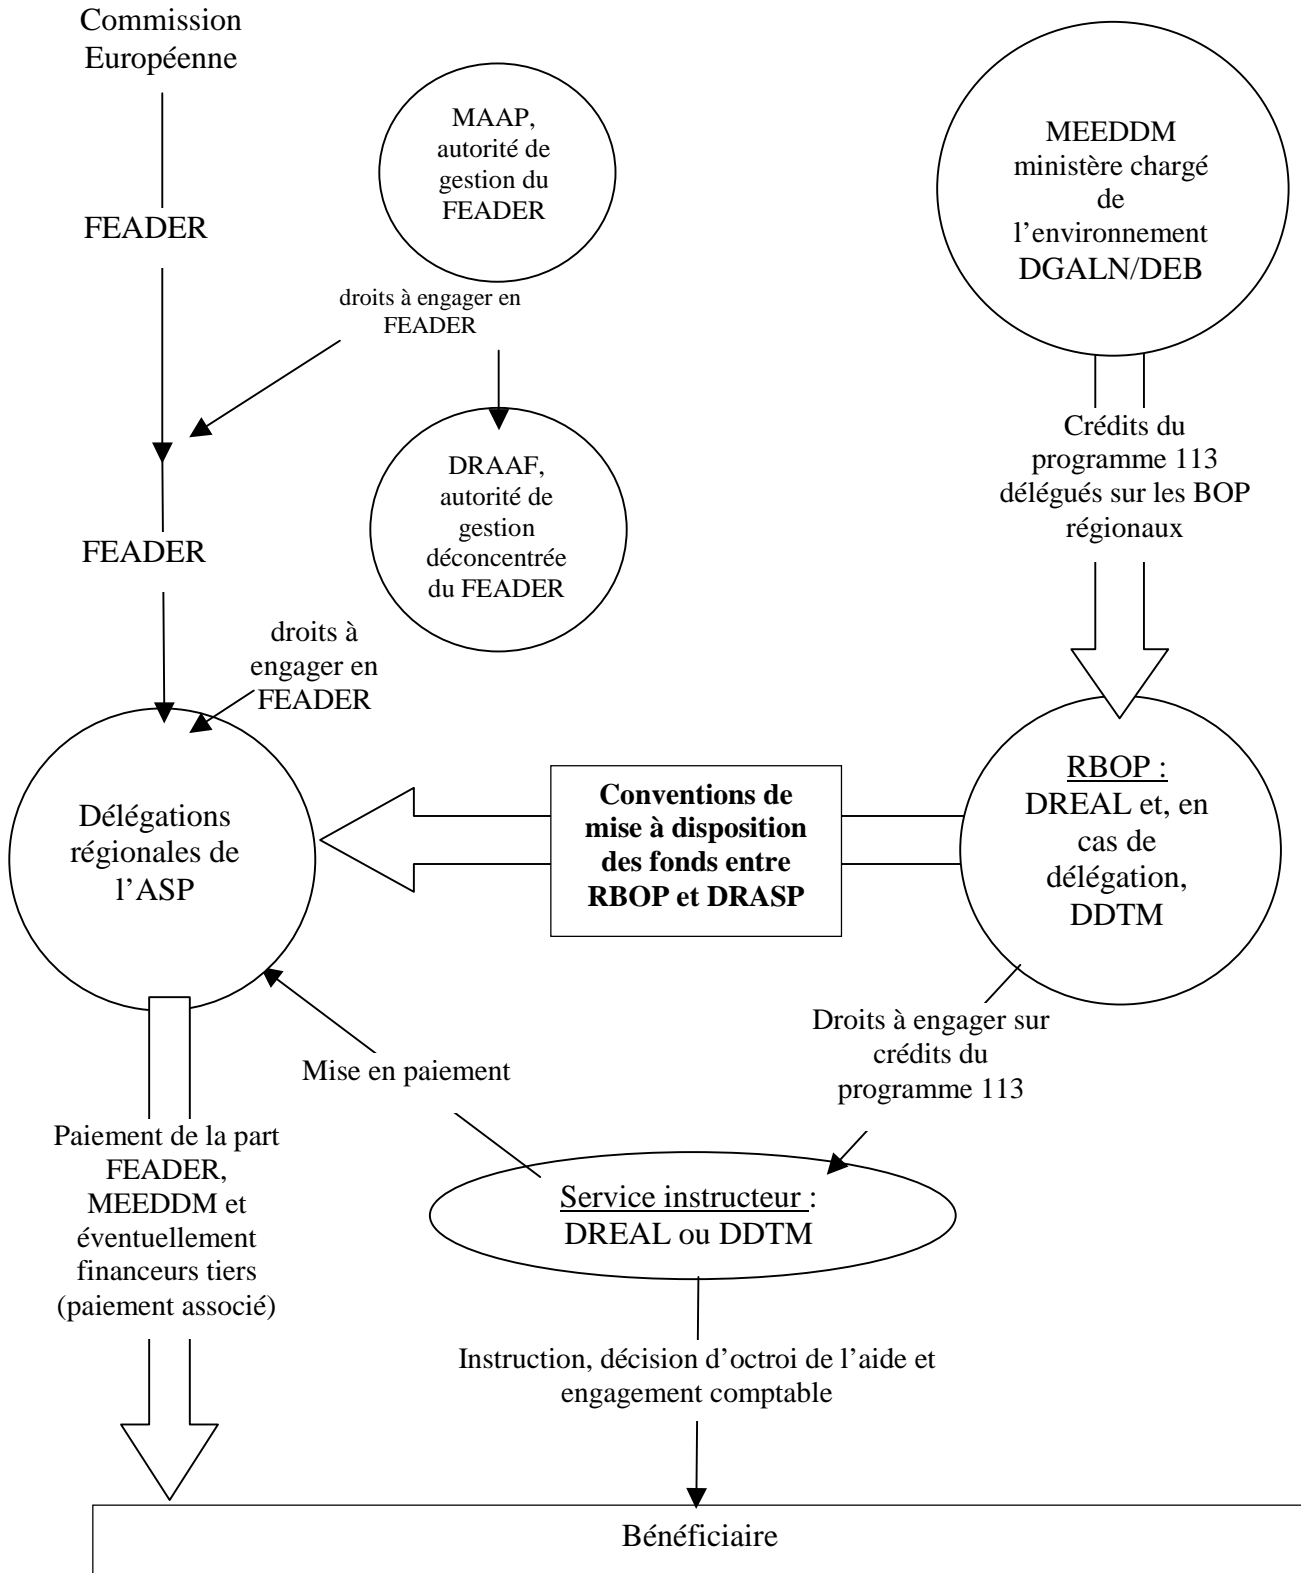 Commission
Européenne
MAAP,
autorité de
gestion du
FEADER
MEEDDM
ministère chargé
de
l’environnement
DGALN/DEB
FEADER
droits à engager en
FEADER
Crédits du
programme 113
délégués sur les BOP
régionaux
DRAAF,
autorité de
gestion
déconcentrée
du FEADER
FEADER
droits à
engager en
FEADER
Délégations
régionales de
l’ASP
Conventions de
mise à disposition
des fonds entre
RBOP et DRASP
RBOP :
DREAL et, en
cas de
délégation,
DDTM
Mise en paiement
Droits à engager sur
crédits du
programme 113
Paiement de la part
FEADER,
MEEDDM et
éventuellement
financeurs tiers
(paiement associé)
Service instructeur :
DREAL ou DDTM
Instruction, décision d’octroi de l’aide et
engagement comptable
Bénéficiaire